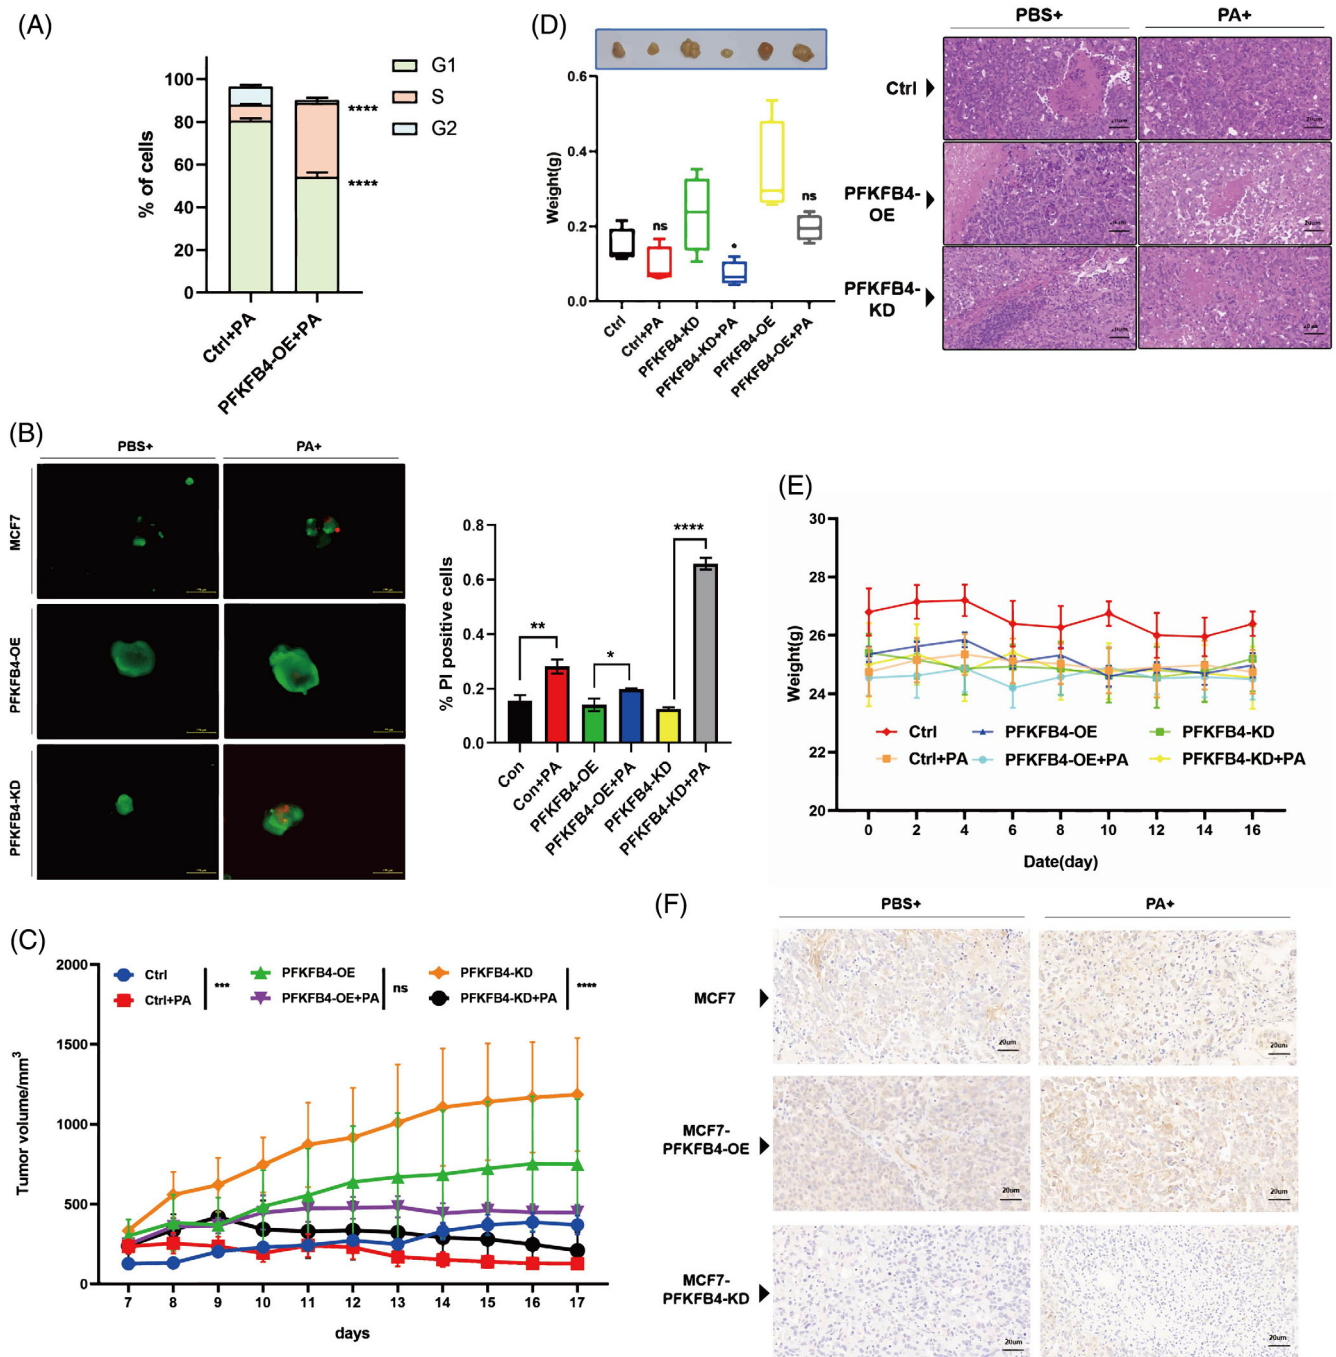 (A)
100
80
60
40
20
0
% of cells
G1
S
G2
****
****
Ctrl+PA
PFKFB4-OE+PA
(B)
PBS+
PA+
MCF7
PFKFB4-OE
PFKFB4-KD
0.8
0.6
0.4
0.2
0.0
% PI positive cells
**
*
****
Con
Con+PA
PFKFB4-OE
PFKFB4-OE+PA
PFKFB4-KD
PFKFB4-KD+PA
(C)
2000
1500
1000
500
0
Tumor volume/mm³
Ctrl
Ctrl+PA
***
PFKFB4-OE
PFKFB4-OE+PA
ns
PFKFB4-KD
PFKFB4-KD+PA
****
7 8 9 10 11 12 13 14 15 16 17
days
(D)
0.6
0.4
0.2
0.0
Weight(g)
ns
*
ns
Ctrl
Ctrl+PA
PFKFB4-KD
PFKFB4-KD+PA
PFKFB4-OE
PFKFB4-OE+PA
PBS+
PA+
Ctrl
PFKFB4-
OE
PFKFB4-
KD
20um
(E)
30
28
26
24
22
20
Weight(g)
Ctrl
PFKFB4-OE
PFKFB4-KD
Ctrl+PA
PFKFB4-OE+PA
PFKFB4-KD+PA
0 2 4 6 8 10 12 14 16
Date(day)
(F)
PBS+
PA+
MCF7
20um
20um
MCF7-
PFKFB4-OE
20um
20um
MCF7-
PFKFB4-KD
20um
20um